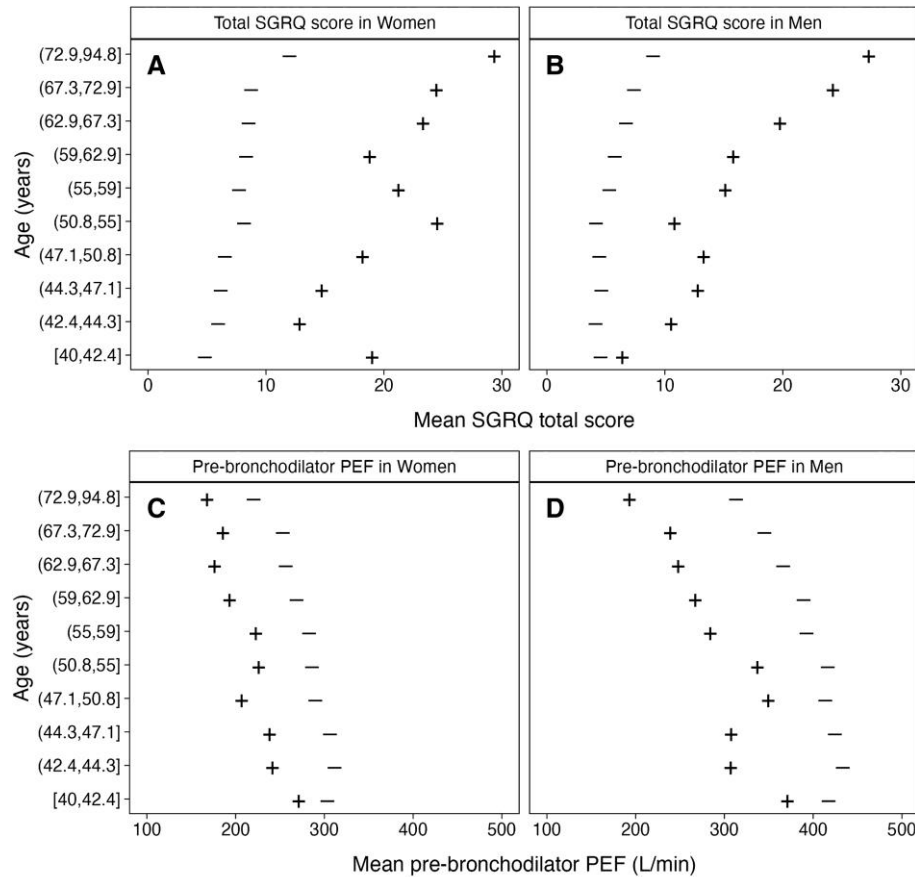 Total SGRQ score in Women
Total SGRQ score in Men
A
B
Age (years)
(72.9,94.8]
(67.3,72.9]
(62.9,67.3]
(59,62.9]
(55,59]
(50.8,55]
(47.1,50.8]
(44.3,47.1]
(42.4,44.3]
[40,42.4]
0 10 20 30
0 10 20 30
Mean SGRQ total score
Pre-bronchodilator PEF in Women
Pre-bronchodilator PEF in Men
C
D
Age (years)
(72.9,94.8]
(67.3,72.9]
(62.9,67.3]
(59,62.9]
(55,59]
(50.8,55]
(47.1,50.8]
(44.3,47.1]
(42.4,44.3]
[40,42.4]
100 200 300 400 500
100 200 300 400 500
Mean pre-bronchodilator PEF (L/min)